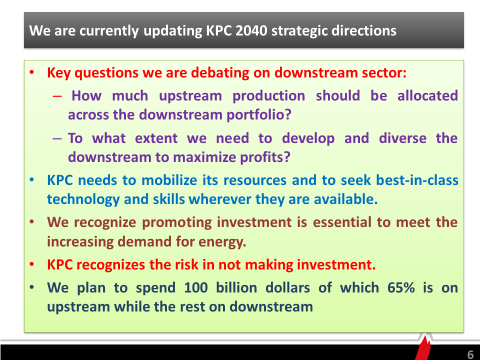 We are currently updating KPC 2040 strategic directions
• Key questions we are debating on downstream sector:
– How much upstream production should be allocated
across the downstream portfolio?
– To what extent we need to develop and diverse the
downstream to maximize profits?
• KPC needs to mobilize its resources and to seek best-in-class
technology and skills wherever they are available.
• We recognize promoting investment is essential to meet the
increasing demand for energy.
• KPC recognizes the risk in not making investment.
• We plan to spend 100 billion dollars of which 65% is on
upstream while the rest on downstream
6